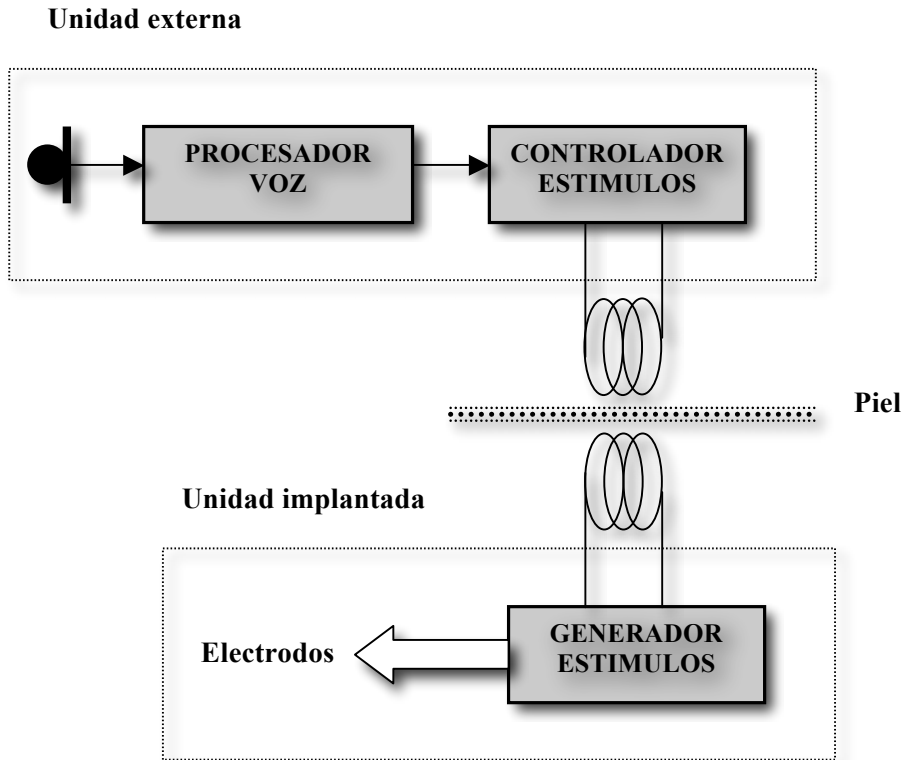 Unidad externa
PROCESADOR
VOZ
CONTROLADOR
ESTIMULOS
Piel
Unidad implantada
Electrodos
GENERADOR
ESTIMULOS